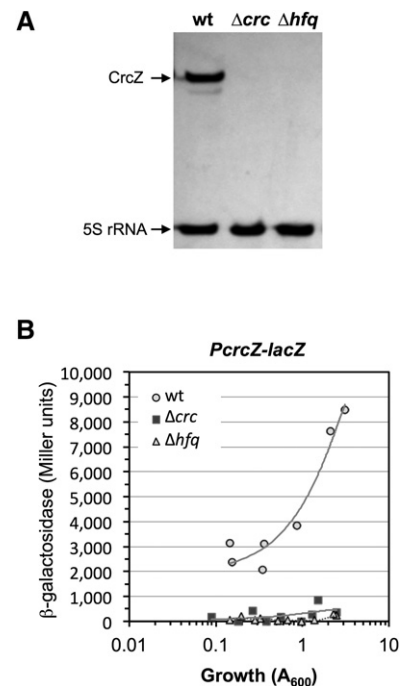 A
wt Δcrc Δhfq
CrcZ
5S rRNA
B
PcrcZ-lacZ
β-galactosidase (Miller units)
10,000
9,000
8,000
7,000
6,000
5,000
4,000
3,000
2,000
1,000
0
wt
Δcrc
Δhfq
0.01 0.1 1 10
Growth (A600)